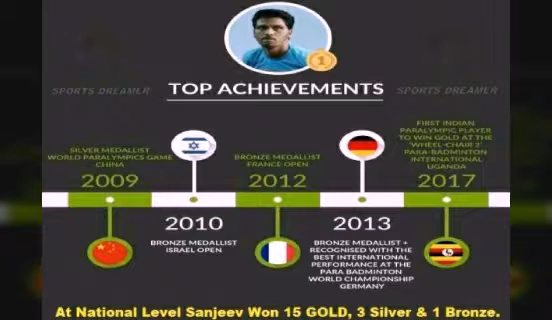 1
TOP ACHIEVEMENTS
SPORTS DREAMER
SPORTS DREAMER
SILVER MEDALLIST
WORLD PARALYMPICS GAME
CHINA
2009
2010
BRONZE MEDALLIST
ISRAEL OPEN
BRONZE MEDALLIST
FRANCE OPEN
2012
2013
BRONZE MEDALLIST +
RECOGNISED WITH THE
BEST INTERNATIONAL
PERFORMANCE AT THE
PARA BADMINTON
WORLD CHAMPIONSHIP
GERMANY
FIRST INDIAN
PARALYMPIC PLAYER
TO WIN GOLD AT THE
'WHEEL-CHAIR 2'
PARA-BADMINTON
INTERNATIONAL
UGANDA
2017
At National Level Sanjeev Won 15 GOLD, 3 Silver & 1 Bronze.